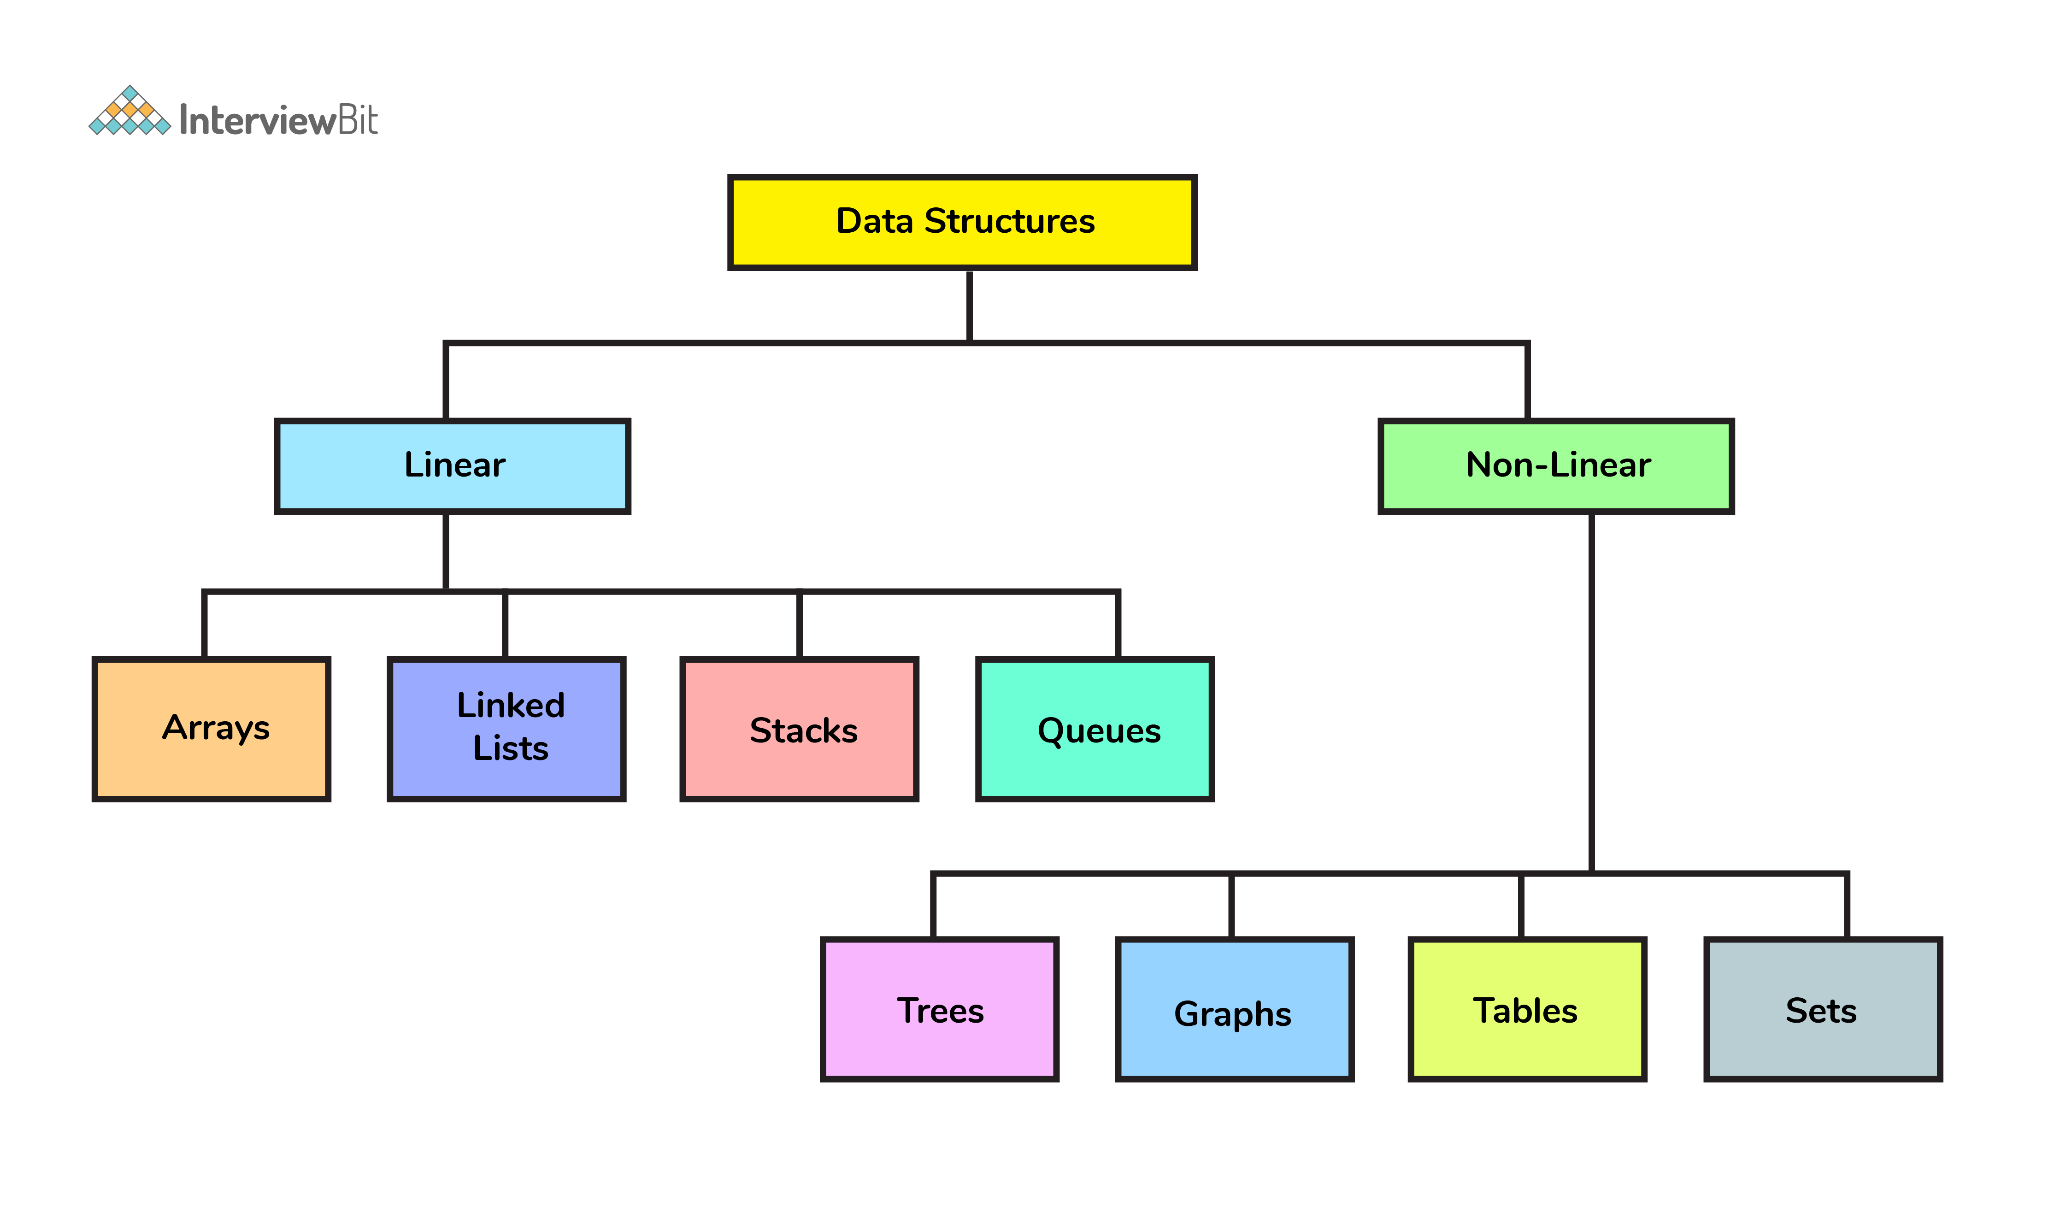 InterviewBit
Data Structures
Linear
Non-Linear
Arrays
Linked
Lists
Stacks
Queues
Trees
Graphs
Tables
Sets